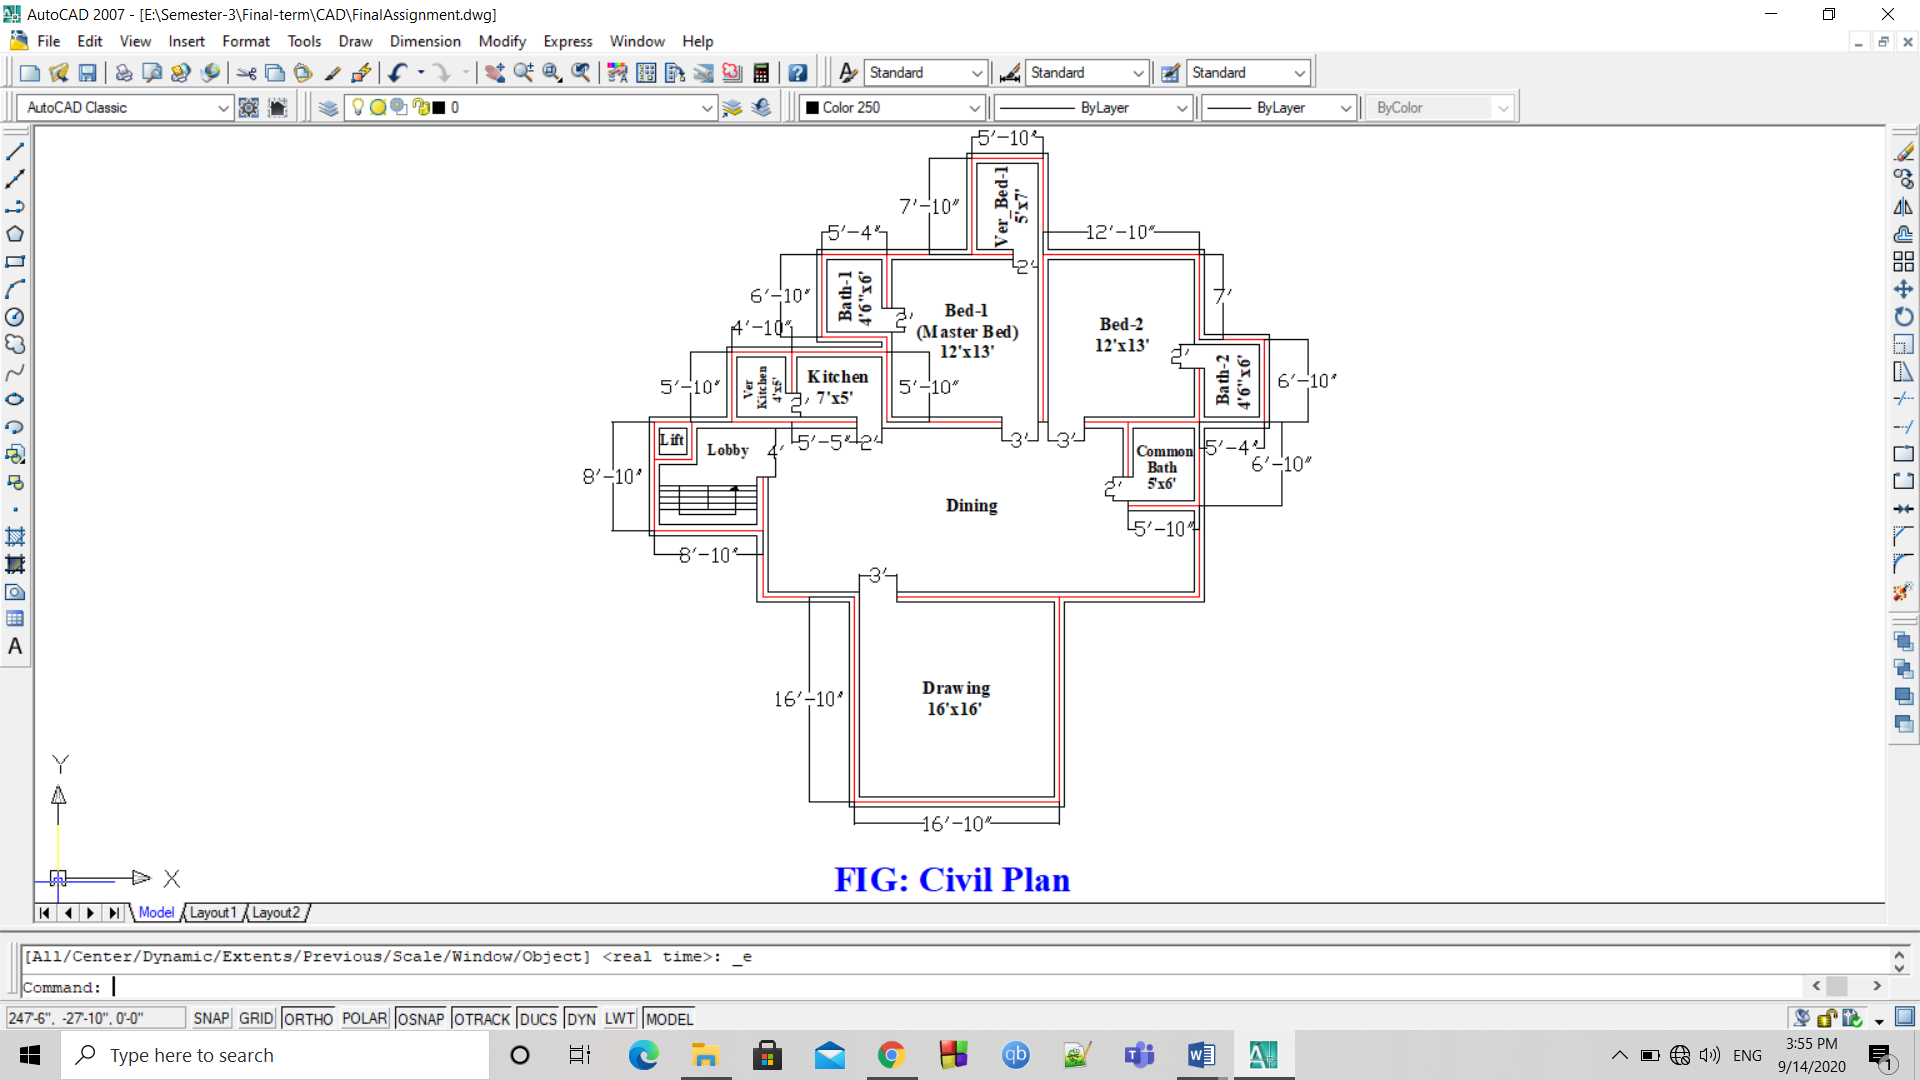 AutoCAD 2007 - [E:\Semester-3\Final-term\CAD\FinalAssignment.dwg]
File Edit View Insert Format Tools Draw Dimension Modify Express Window Help
Standard Standard Standard
AutoCAD Classic 0 Color 250 ByLayer ByLayer ByColor
5'-10"
7'-10"
Ver_Bed-1
5'x7'
5'-4"
12'-10"
2'
6'-10"
Bath-1
4'6"x6'
2'
7'
Bed-1
(Master Bed)
12'x13'
Bed-2
12'x13'
4'-10"
2'
Bath-2
4'6"x6'
6'-10"
5'-10"
Ver
Kitchen
4'x5'
2'
Kitchen
7'x5'
5'-10"
Lift
Lobby
4'
5'-5"
2'
3'
3'
Common
Bath
5'x6'
5'-4"
6'-10"
8'-10"
2'
Dining
5'-10"
8'-10"
3'
16'-10"
Drawing
16'x16'
16'-10"
Y
X
FIG: Civil Plan
Model Layout1 Layout2
[All/Center/Dynamic/Extents/Previous/Scale/Window/Object] <real time>: _e
Command:
247'-6", -27'-10", 0'-0" SNAP GRID ORTHO POLAR OSNAP OTRACK DUCS DYN LWT MODEL
Type here to search
qb
ENG
3:55 PM
9/14/2020
1